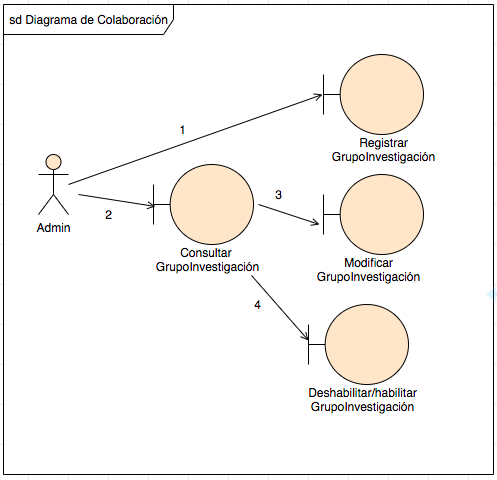 sd Diagrama de Colaboración
1
Registrar
GrupoInvestigación
Admin
2
Consultar
GrupoInvestigación
3
Modificar
GrupoInvestigación
4
Deshabilitar/habilitar
GrupoInvestigación